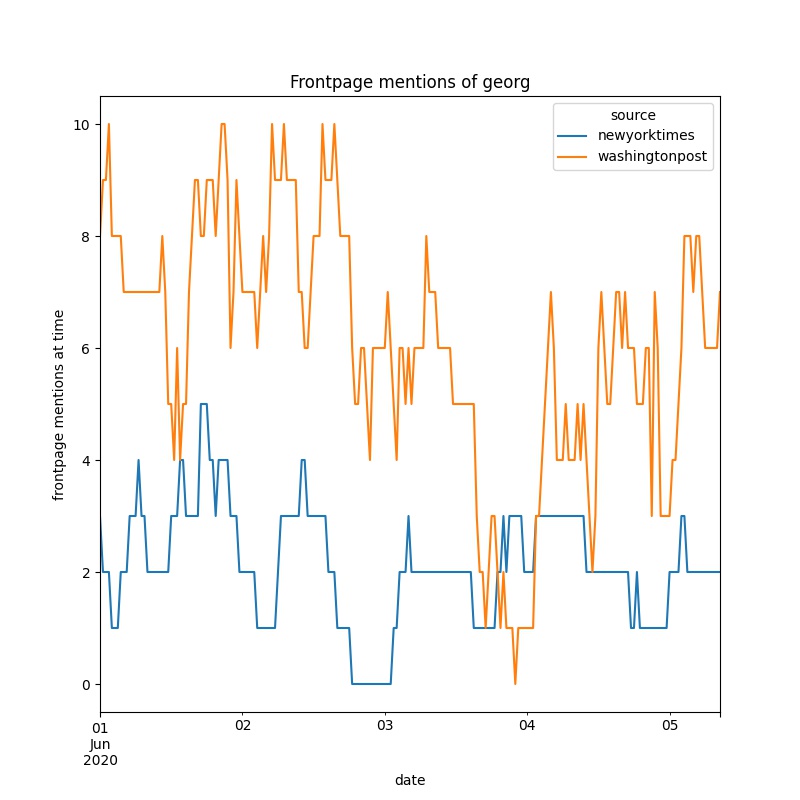 Frontpage mentions of georg
source
newyorktimes
washingtonpost
frontpage mentions at time
10
8
6
4
2
0
01
02
03
04
05
Jun
2020
date